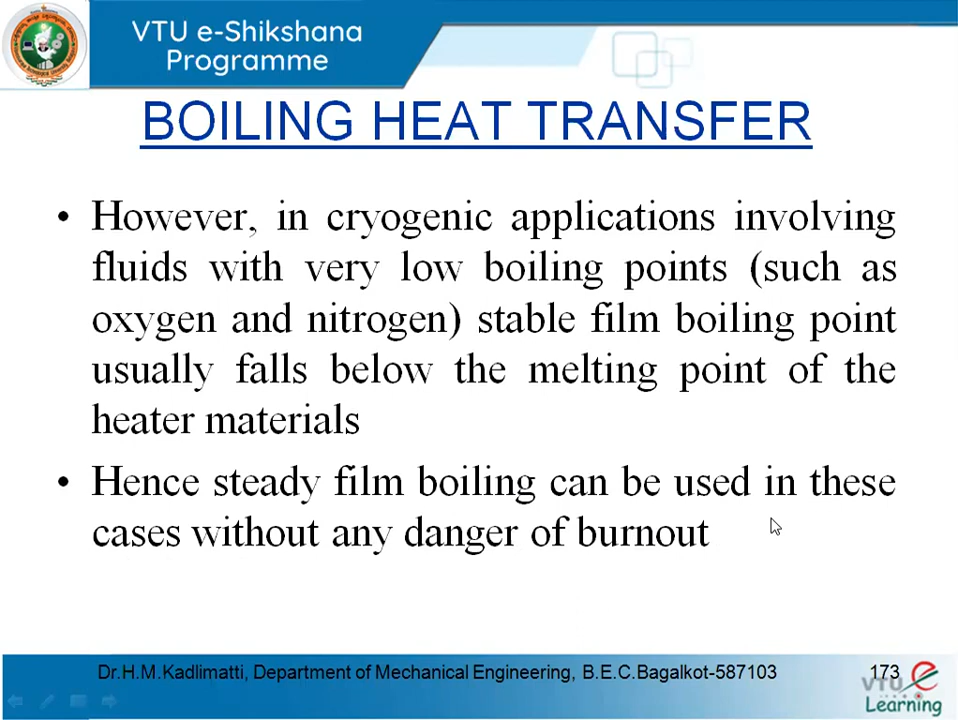 VTU e-Shikshana
Programme
BOILING HEAT TRANSFER
• However, in cryogenic applications involving
fluids with very low boiling points (such as
oxygen and nitrogen) stable film boiling point
usually falls below the melting point of the
heater materials
• Hence steady film boiling can be used in these
cases without any danger of burnout
Dr.H.M.Kadlimatti, Department of Mechanical Engineering, B.E.C.Bagalkot-587103
173
VTU e
Learning